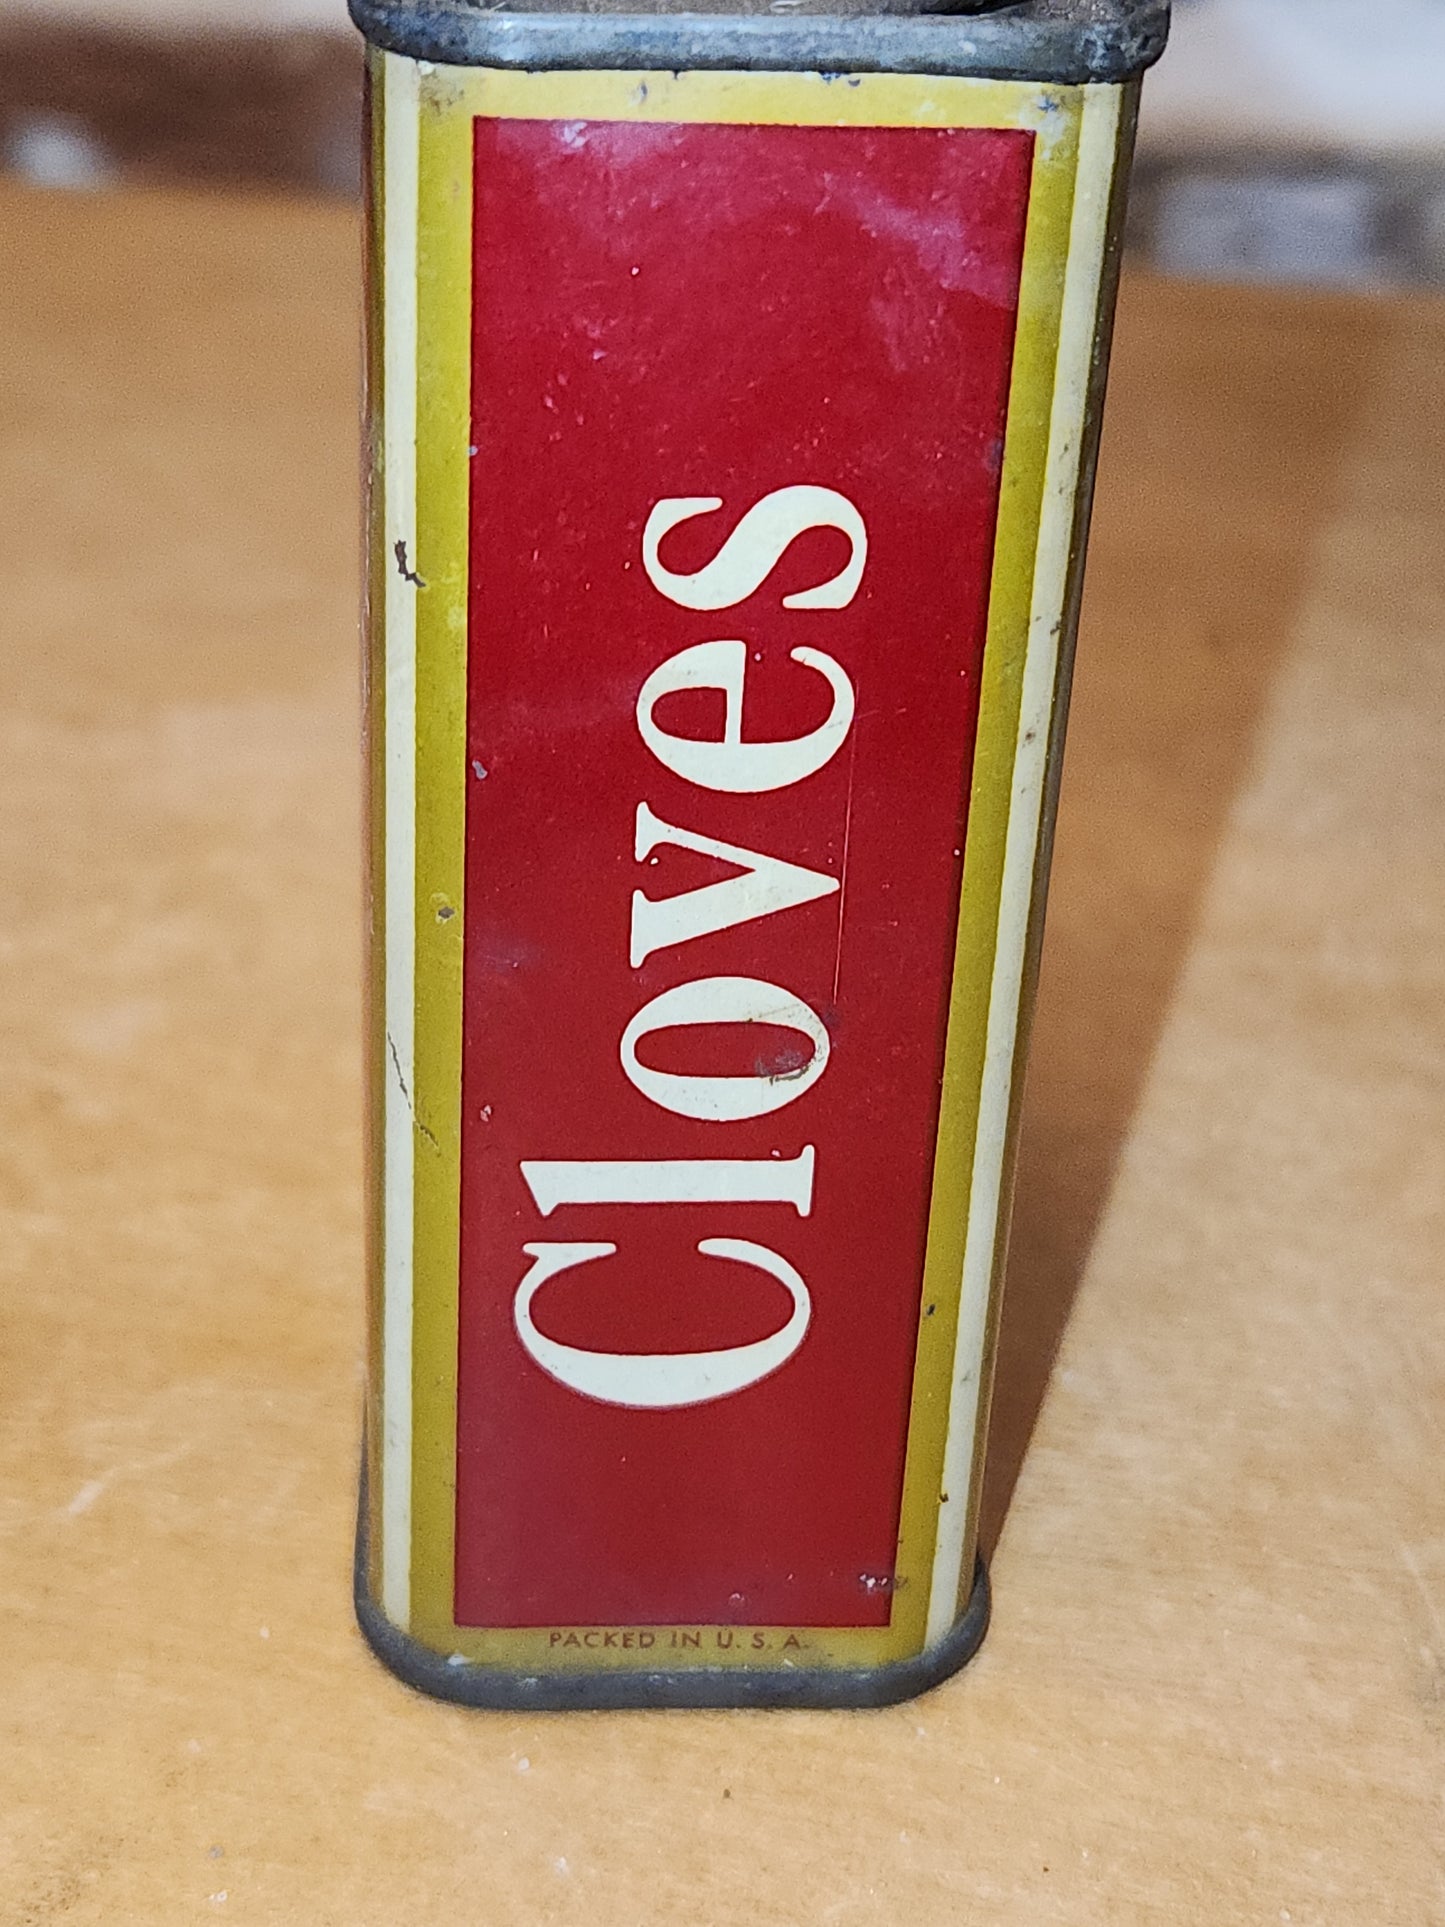 Cloves
PACKED IN U. S. A.